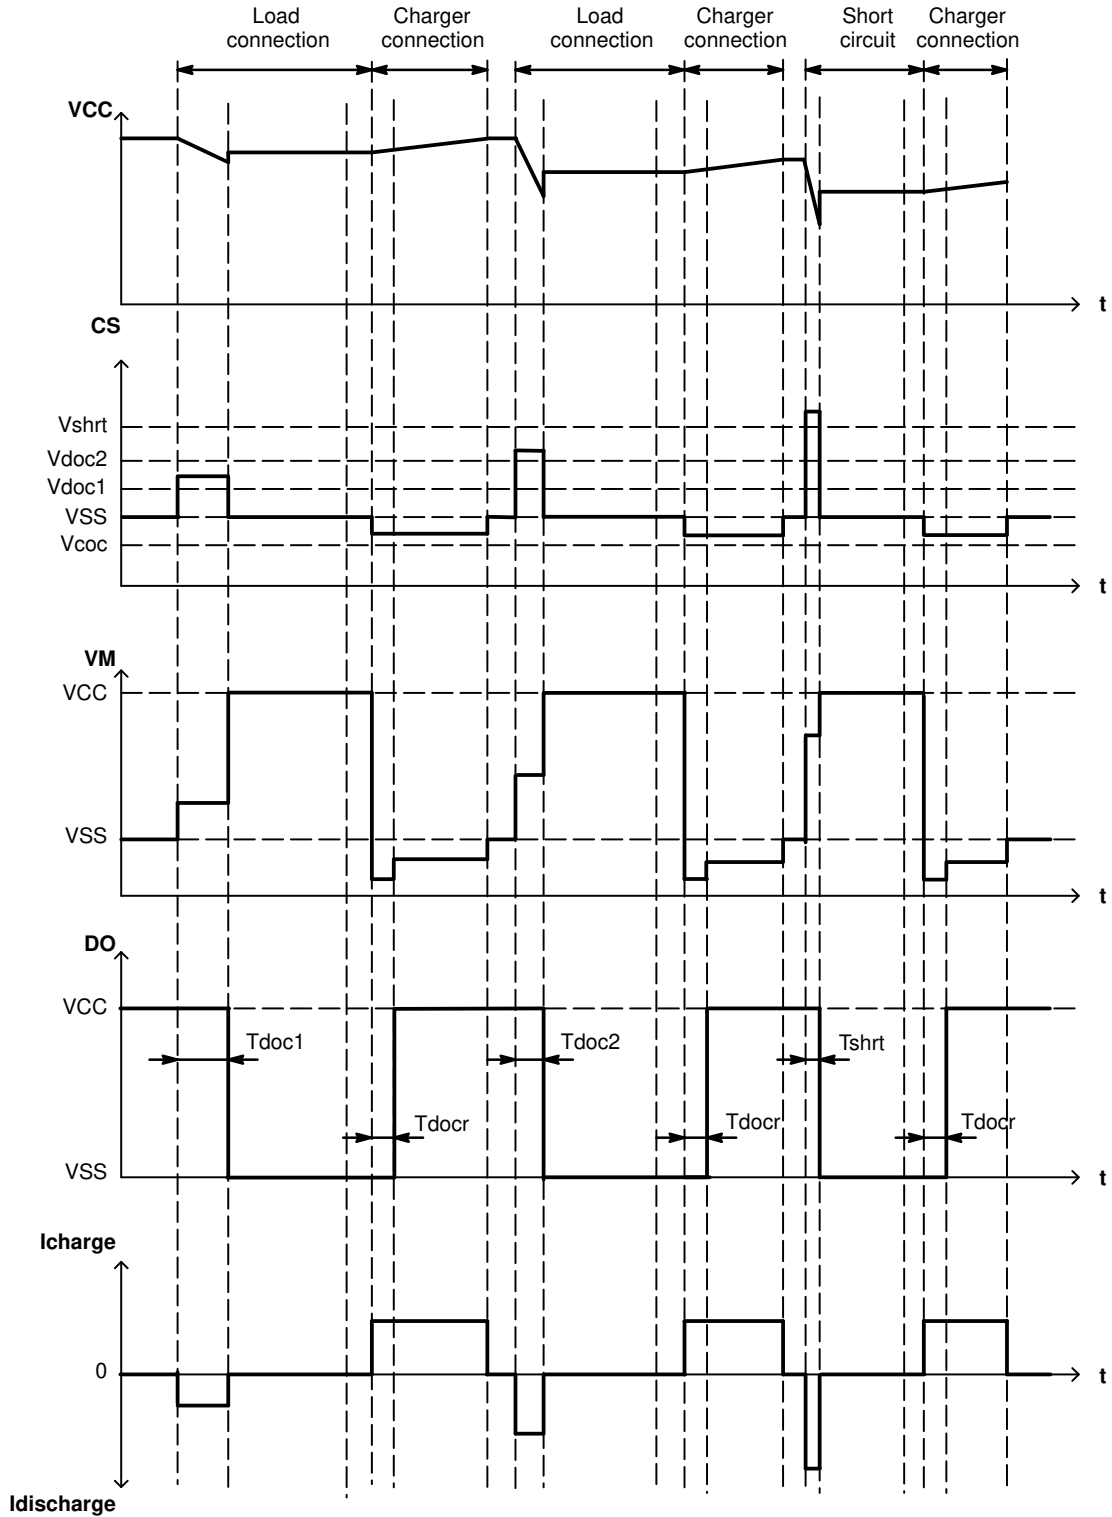 Load
connection
Charger
connection
Load
connection
Charger
connection
Short
circuit
Charger
connection
VCC
t
CS
Vshrt
Vdoc2
Vdoc1
VSS
Vcoc
t
VM
VCC
VSS
t
DO
VCC
Tdoc1
Tdoc2
Tshrt
Tdocr
Tdocr
Tdocr
VSS
t
Icharge
0
t
Idischarge